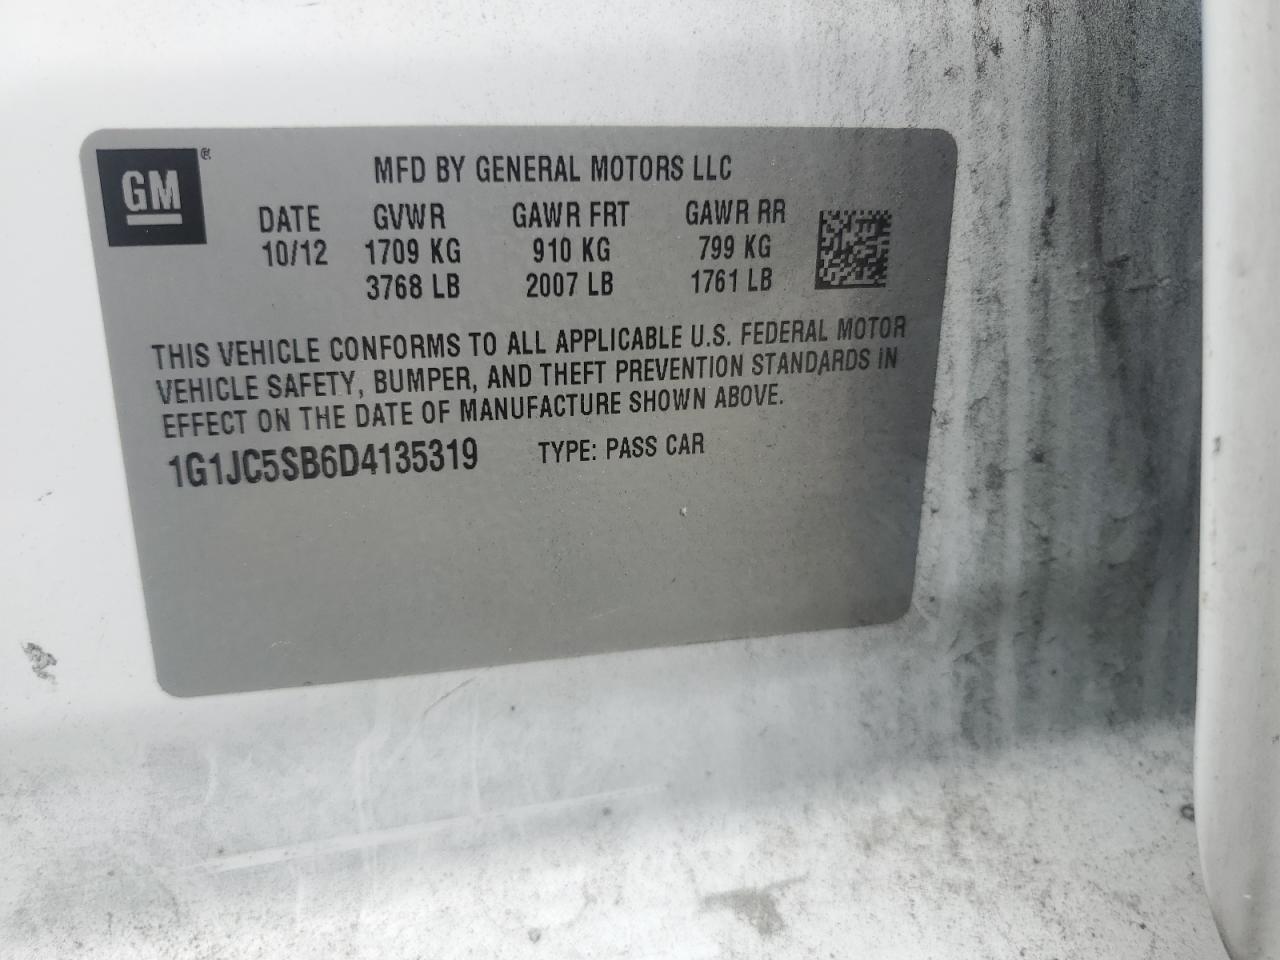 GM
MFD BY GENERAL MOTORS LLC
DATE GVWR GAWR FRT GAWR RR
10/12 1709 KG 910 KG 799 KG
3768 LB 2007 LB 1761 LB
THIS VEHICLE CONFORMS TO ALL APPLICABLE U.S. FEDERAL MOTOR
VEHICLE SAFETY, BUMPER, AND THEFT PREVENTION STANDARDS IN
EFFECT ON THE DATE OF MANUFACTURE SHOWN ABOVE.
1G1JC5SB6D4135319 TYPE: PASS CAR